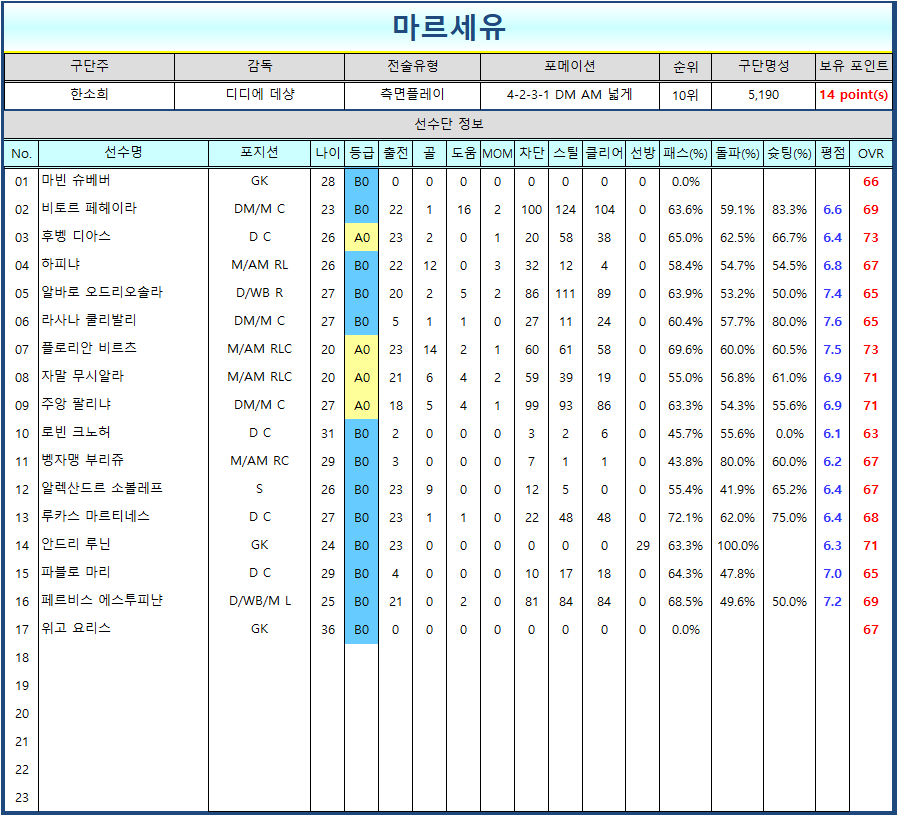 마르세유
구단주 감독 전술유형 포메이션 순위 구단명성 보유 포인트
한소희 디디에 데샹 측면플레이 4-2-3-1 DM AM 넓게 10위 5,190 14 point(s)
선수단 정보
No. 선수명 포지션 나이 등급 출전 골 도움 MOM 차단 스틸 클리어 선방 패스(%) 돌파(%) 슛팅(%) 평점 OVR
01 마빈 슈베버 GK 28 B0 0 0 0 0 0 0 0 0 0.0% 66
02 비토르 페헤이라 DM/M C 23 B0 22 1 16 2 100 124 104 0 63.6% 59.1% 83.3% 6.6 69
03 후벵 디아스 D C 26 A0 23 2 0 1 20 58 38 0 65.0% 62.5% 66.7% 6.4 73
04 하피냐 M/AM RL 26 B0 22 12 0 3 32 12 4 0 58.4% 54.7% 54.5% 6.8 67
05 알바로 오드리오솔라 D/WB R 27 B0 20 2 5 2 86 111 89 0 63.9% 53.2% 50.0% 7.4 65
06 라사나 쿨리발리 DM/M C 27 B0 5 1 1 0 27 11 24 0 60.4% 57.7% 80.0% 7.6 65
07 플로리안 비르츠 M/AM RLC 20 A0 23 14 2 1 60 61 58 0 69.6% 60.0% 60.5% 7.5 73
08 자말 무시알라 M/AM RLC 20 A0 21 6 4 2 59 39 19 0 55.0% 56.8% 61.0% 6.9 71
09 주앙 팔리냐 DM/M C 27 A0 18 5 4 1 99 93 86 0 63.3% 54.3% 55.6% 6.9 71
10 로빈 크노허 D C 31 B0 2 0 0 0 3 2 6 0 45.7% 55.6% 0.0% 6.1 63
11 벵자맹 부리쥬 M/AM RC 29 B0 3 0 0 0 7 1 1 0 43.8% 80.0% 60.0% 6.2 67
12 알렉산드르 소볼레프 S 26 B0 23 9 0 0 12 5 0 0 55.4% 41.9% 65.2% 6.4 67
13 루카스 마르티네스 D C 27 B0 23 1 1 0 22 48 48 0 72.1% 62.0% 75.0% 6.4 68
14 안드리 루닌 GK 24 B0 23 0 0 0 0 0 0 29 63.3% 100.0% 6.3 71
15 파블로 마리 D C 29 B0 4 0 0 0 10 17 18 0 64.3% 47.8% 7.0 65
16 페르비스 에스투피냔 D/WB/M L 25 B0 21 0 2 0 81 84 84 0 68.5% 49.6% 50.0% 7.2 69
17 위고 요리스 GK 36 B0 0 0 0 0 0 0 0 0 0.0% 67
18
19
20
21
22
23